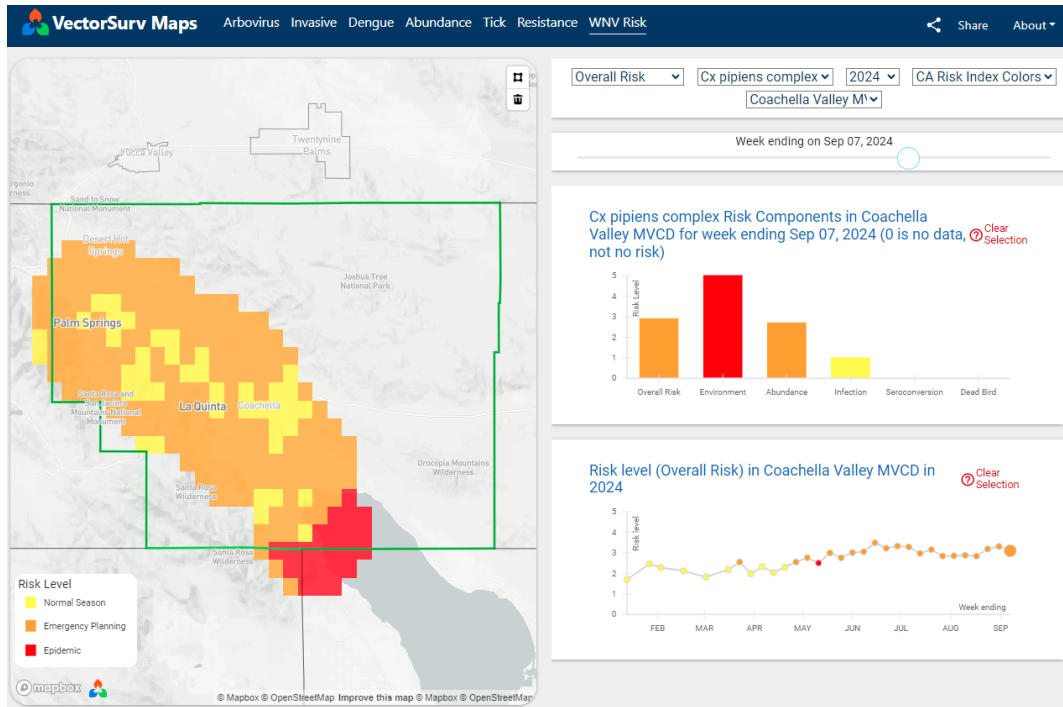 VectorSurv Maps
Arbovirus Invasive Dengue Abundance Tick Resistance WNV Risk
Share
About
Overall Risk
Cx pipiens complex
2024
CA Risk Index Colors
Coachella Valley M
Week ending on Sep 07, 2024
Cx pipiens complex Risk Components in Coachella
Valley MVCD for week ending Sep 07, 2024 (0 is no data,
not no risk)
Clear
Selection
Risk Level
5
4
3
2
1
0
Overall Risk
Environment
Abundance
Infection
Seroconversion
Dead Bird
Risk level (Overall Risk) in Coachella Valley MVCD in
2024
Clear
Selection
Risk level
5
4
3
2
1
0
Week ending
FEB
MAR
APR
MAY
JUN
JUL
AUG
SEP
Yucca Valley
Twentynine
Palms
Sand to Snow
National Monument
Desert Hot
Springs
Joshua Tree
National Park
Palm Springs
Santa Rosa and
San Jacinto
Mountains National
Monument
La Quinta
Coachella
Orocopia Mountains
Wilderness
Santa Rosa
Wilderness
Santa Rosa
Wilderness
Risk Level
Normal Season
Emergency Planning
Epidemic
mapbox
© Mapbox © OpenStreetMap Improve this map © Mapbox © OpenStreetMap